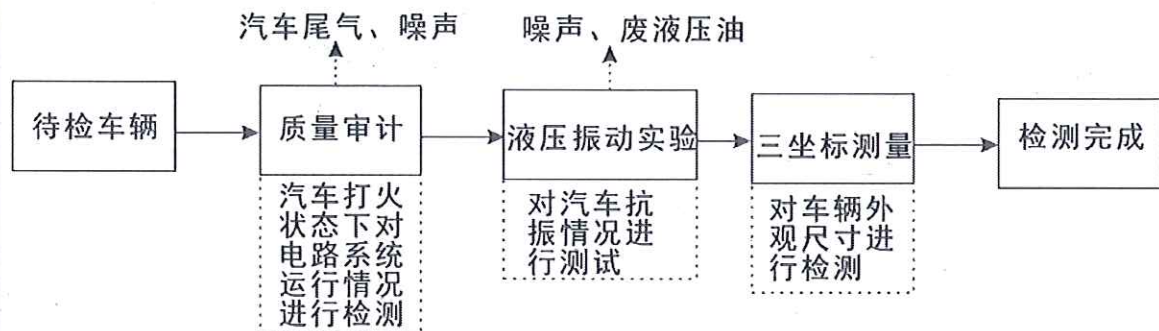 汽车尾气、噪声
噪声、废液压油
待检车辆
质量审计
液压振动实验
三坐标测量
检测完成
汽车打火
状态下对
电路系统
运行情况
进行检测
对汽车抗
振情况进
行测试
对车辆外
观尺寸进
行检测